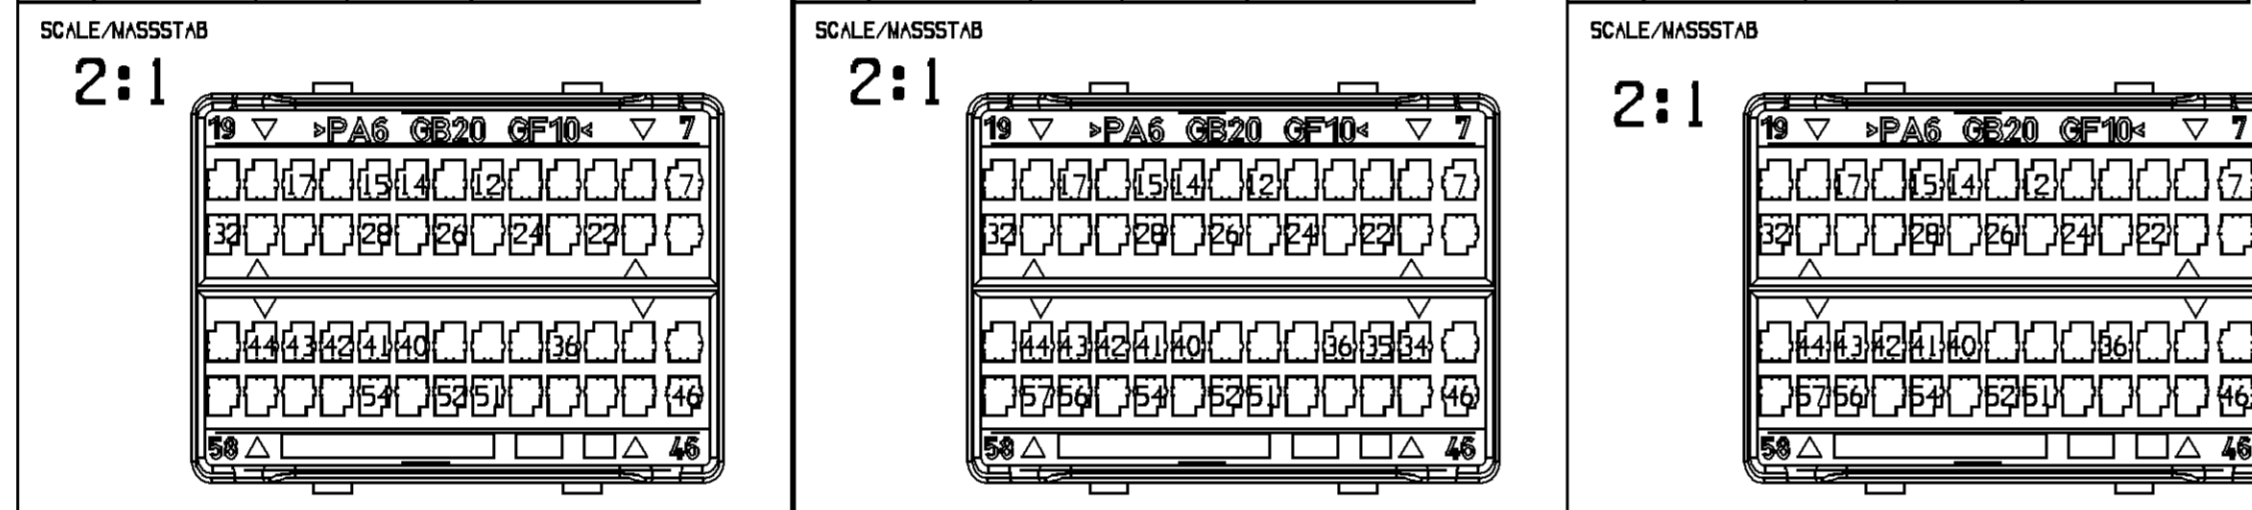 SCALE/MASSSTAB
2:1
19 ▽ >PA6 GB20 GF10< ▽ 7
17 15 14 12 7
32 28 26 24 22
44 43 42 41 40 36
54 52 51 46
58 46
SCALE/MASSSTAB
2:1
19 ▽ >PA6 GB20 GF10< ▽ 7
17 15 14 12 7
32 28 26 24 22
44 43 42 41 40 36 35 34
57 56 54 52 51 46
58 46
SCALE/MASSSTAB
2:1
19 ▽ >PA6 GB20 GF10< ▽ 7
17 15 14 12 7
32 28 26 24 22
44 43 42 41 40 36
57 56 54 52 51 46
58 46